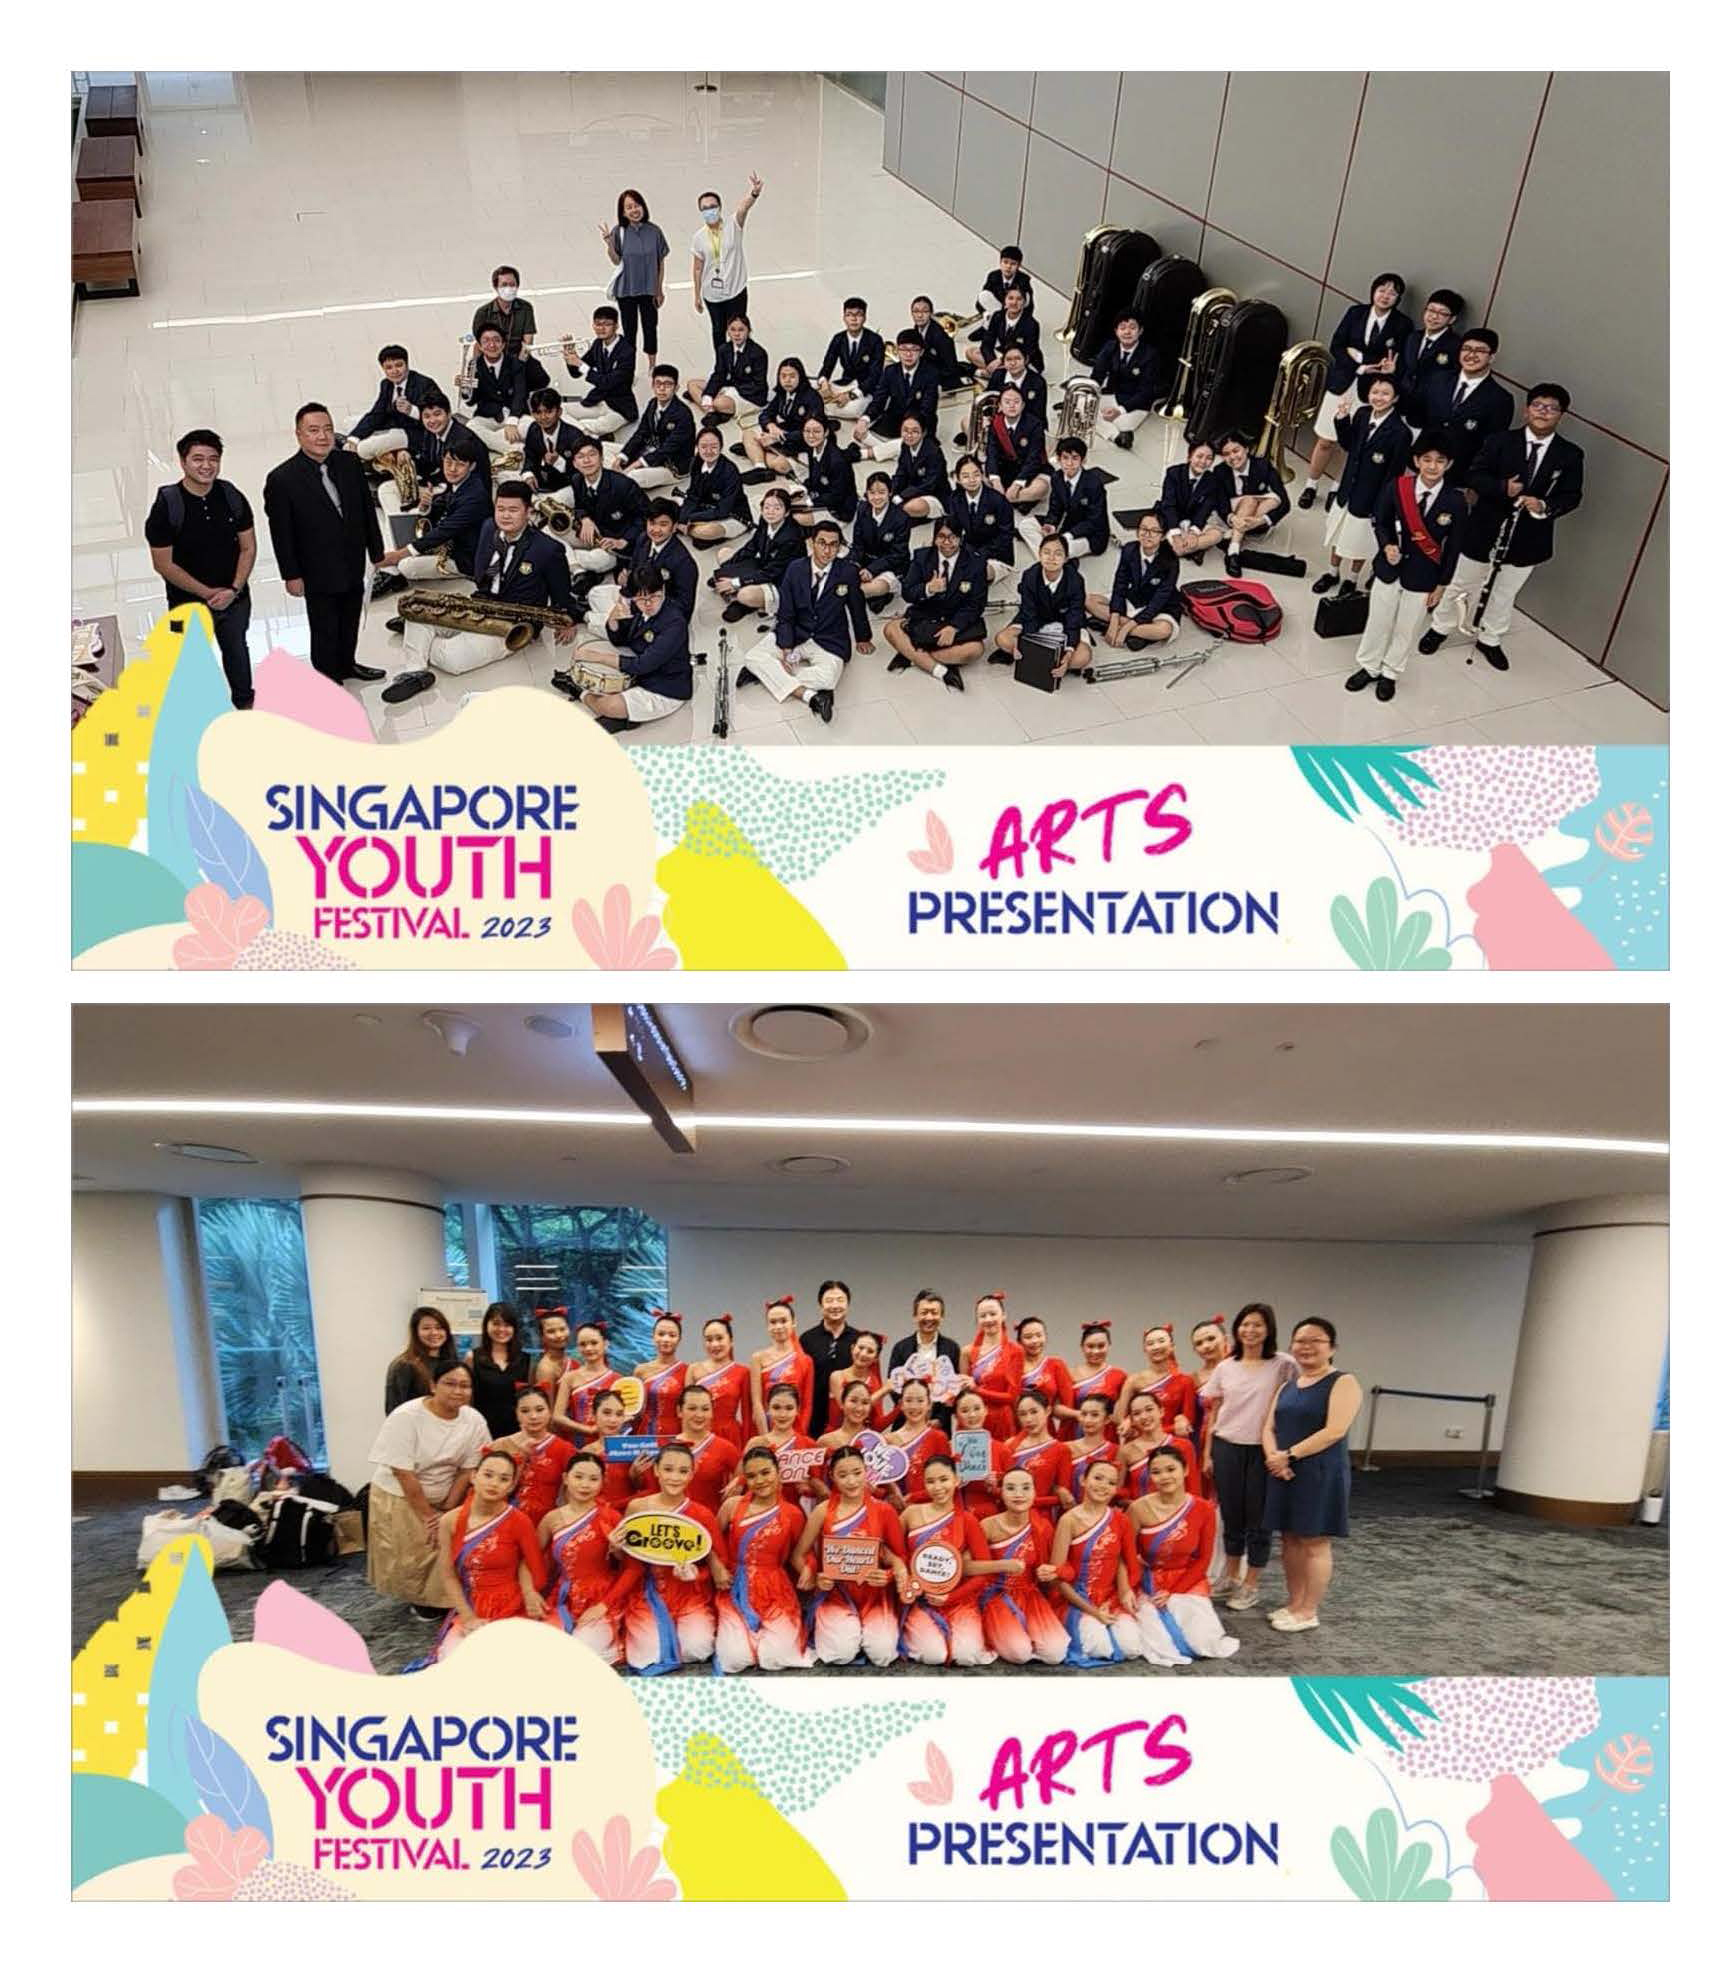 SINGAPORE
YOUTH
FESTIVAL 2023
ARTS
PRESENTATION
DANCE
ON
LET'S
Groove!
We Danced
Our Hearts
Out!
READY,
SET,
DANCE!
SINGAPORE
YOUTH
FESTIVAL 2023
ARTS
PRESENTATION